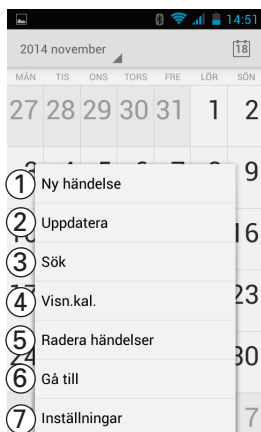 14:51
2014 november
18
MÅN TIS ONS TORS FRE LÖR SÖN
27 28 29 30 31 1 2
9
1 Ny händelse
2 Uppdatera
16
3 Sök
4 Visn.kal.
23
5 Radera händelser
30
6 Gå till
7 Inställningar
7